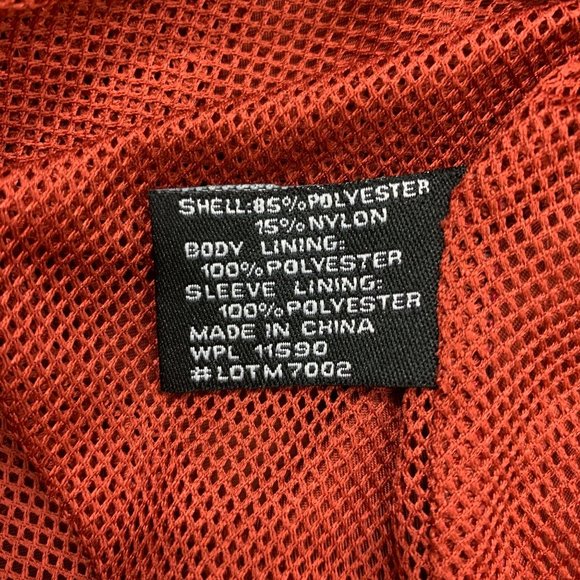 SHELL:85%POLYESTER
15%NYLON
BODY LINING:
100%POLYESTER
SLEEVE LINING:
100%POLYESTER
MADE IN CHINA
WPL 11590
#LOTM7002